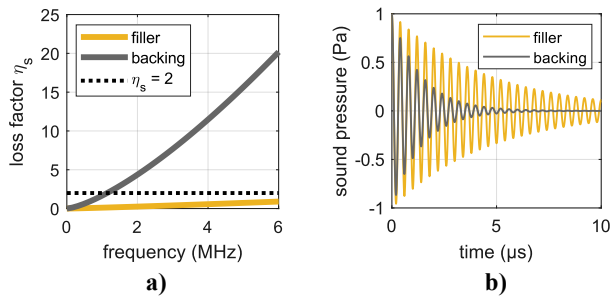 25
20
15
10
5
0
loss factor ηs
filler
backing
ηs = 2
0
2
4
6
frequency (MHz)
a)
1
0.5
0
-0.5
-1
sound pressure (Pa)
filler
backing
0
5
10
time (µs)
b)